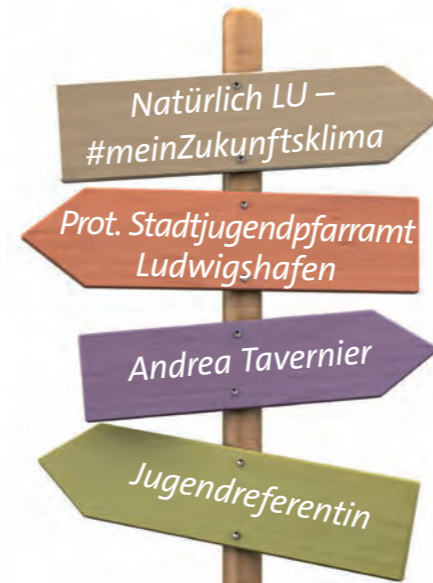 Natürlich LU –
#meinZukunftsklima
Prot. Stadtjugendpfarramt
Ludwigshafen
Andrea Tavernier
Jugendreferentin